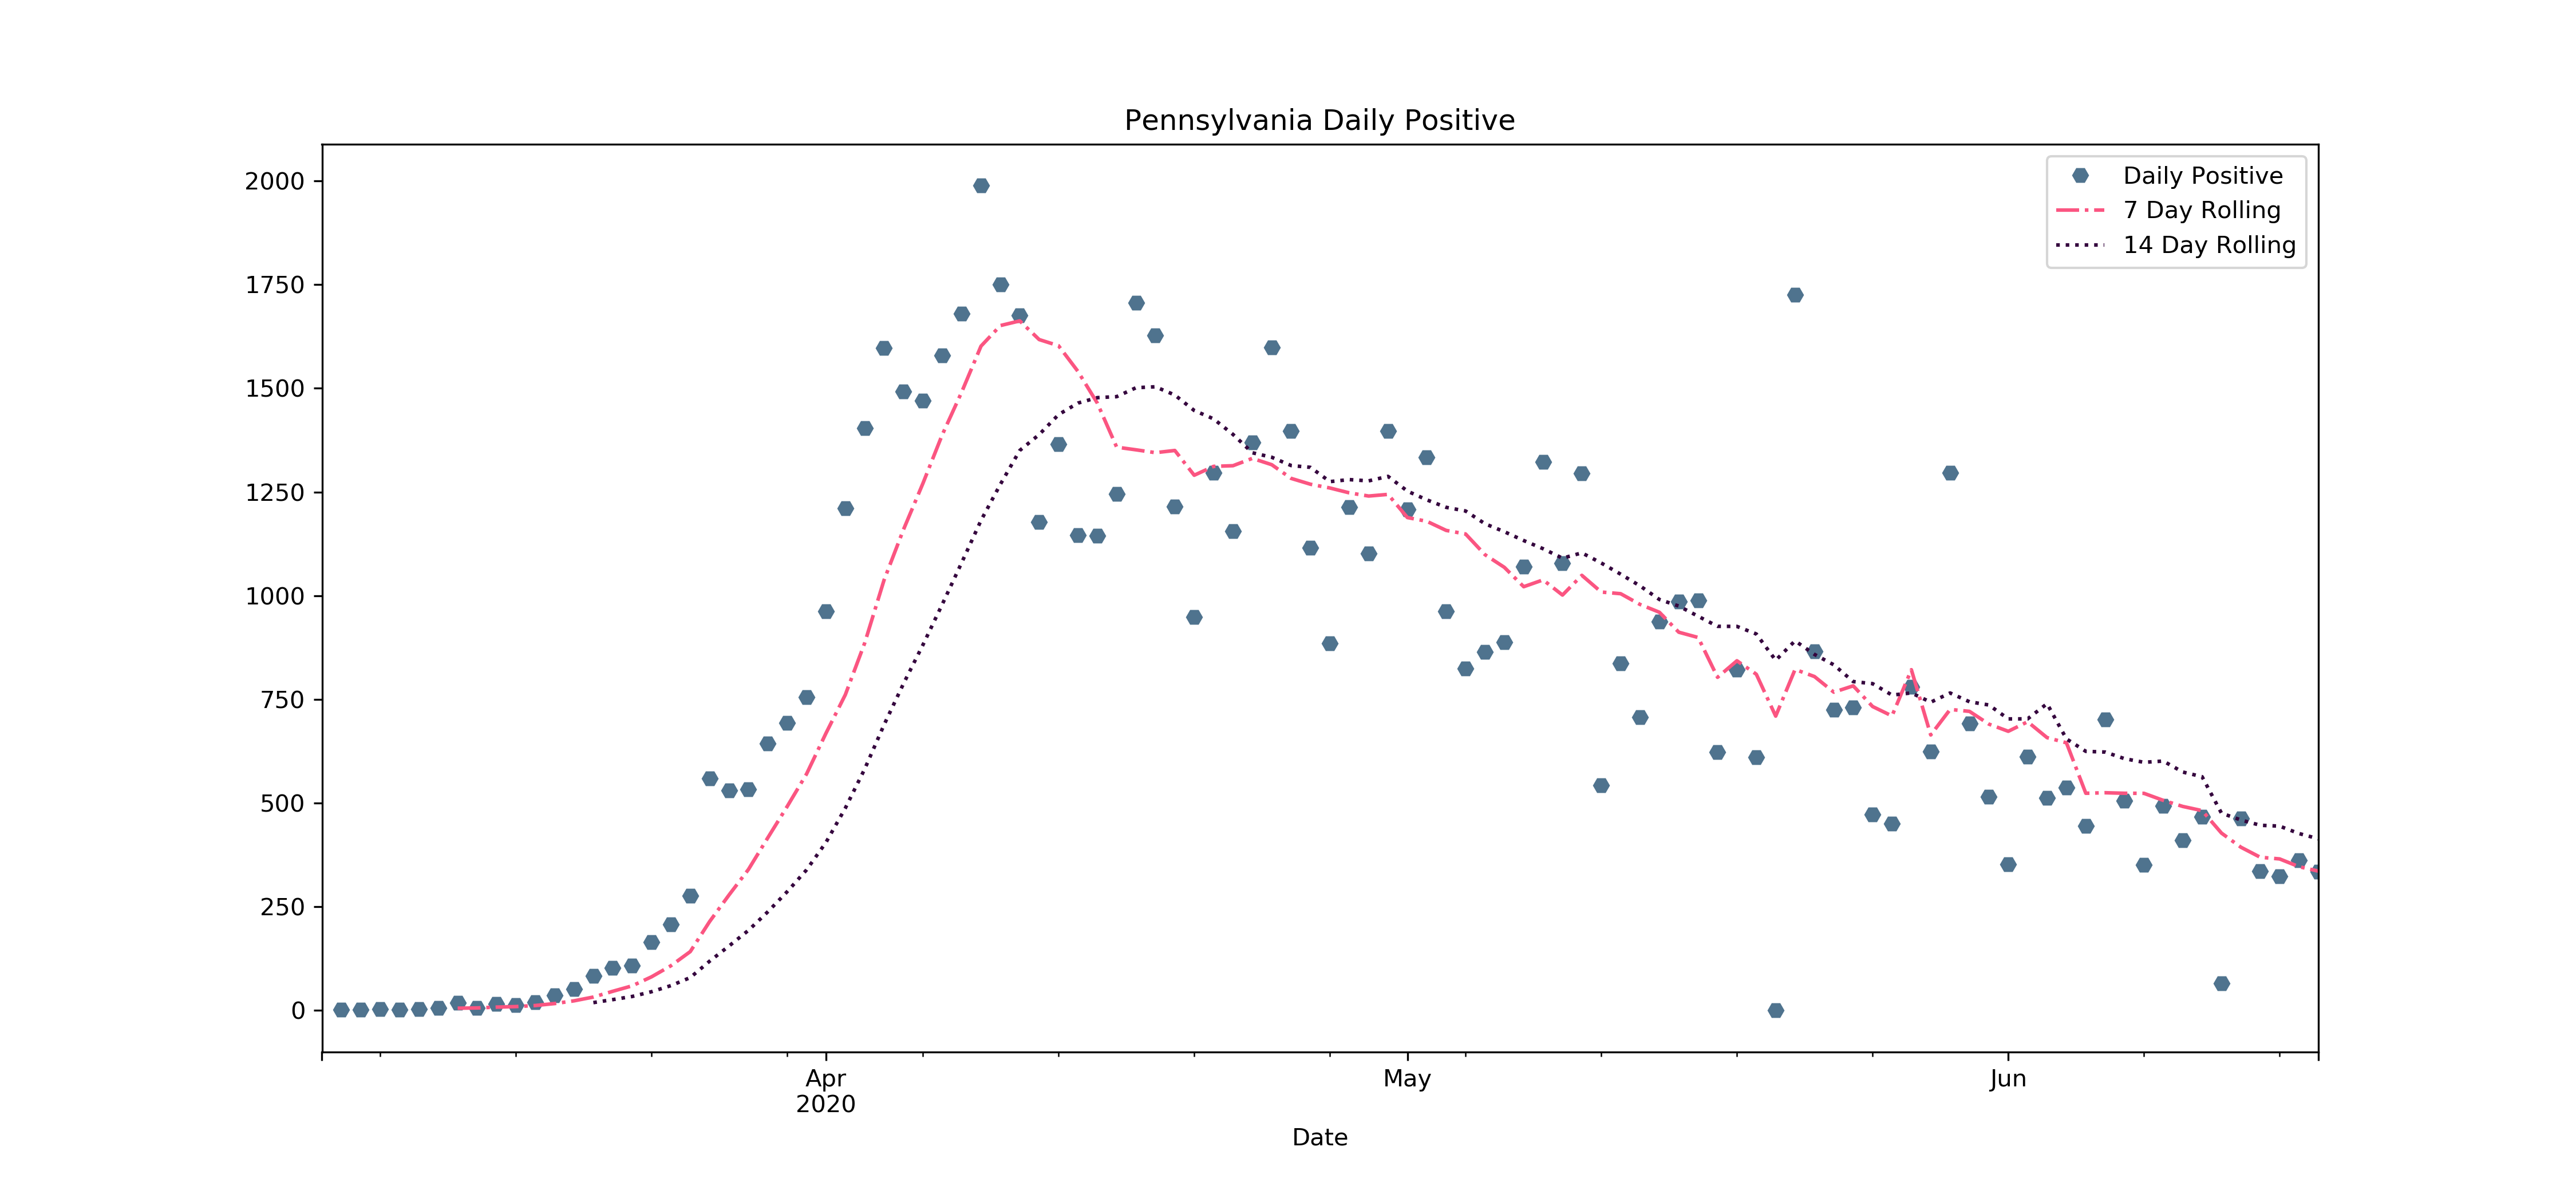 Pennsylvania Daily Positive
2000
1750
1500
1250
1000
750
500
250
0
Daily Positive
7 Day Rolling
14 Day Rolling
Apr
2020
May
Jun
Date